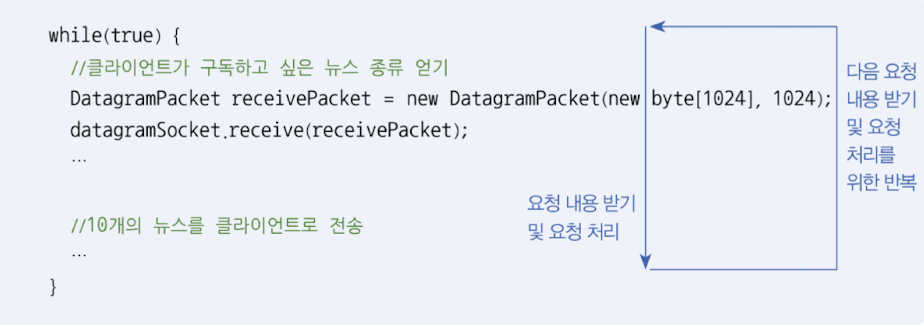 while(true) {
//클라이언트가 구독하고 싶은 뉴스 종류 얻기
DatagramPacket receivePacket = new DatagramPacket(new byte[1024], 1024);
datagramSocket.receive(receivePacket);
...
//10개의 뉴스를 클라이언트로 전송
...
}
요청 내용 받기
및 요청 처리
다음 요청
내용 받기
및 요청
처리를
위한 반복